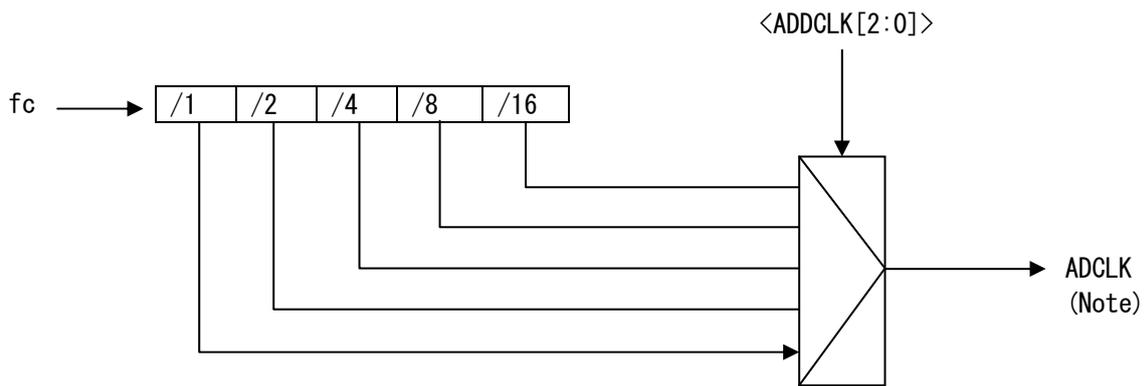 <ADDCLK[2:0]>
fc
/1 /2 /4 /8 /16
ADCLK
(Note)